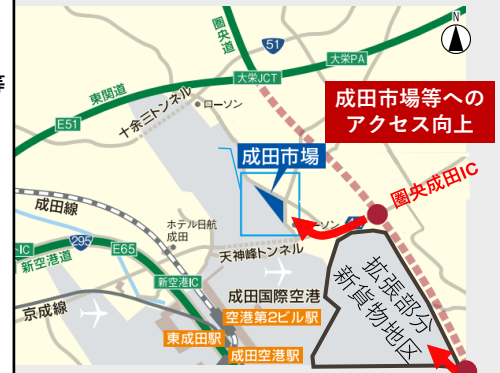 圏央道
51
N
大栄PA
大栄JCT
等
東関道
ローソン
成田市場等への
アクセス向上
E51
十余三トンネル
成田市場
圏央成田IC
成田線
ホテル日航
成田
ローソン
295
E65
天神峰トンネル
IC
新空港道
新空港IC
拡張部分
新貨物地区
成田国際空港
京成線
空港第2ビル駅
東成田駅
成田空港駅